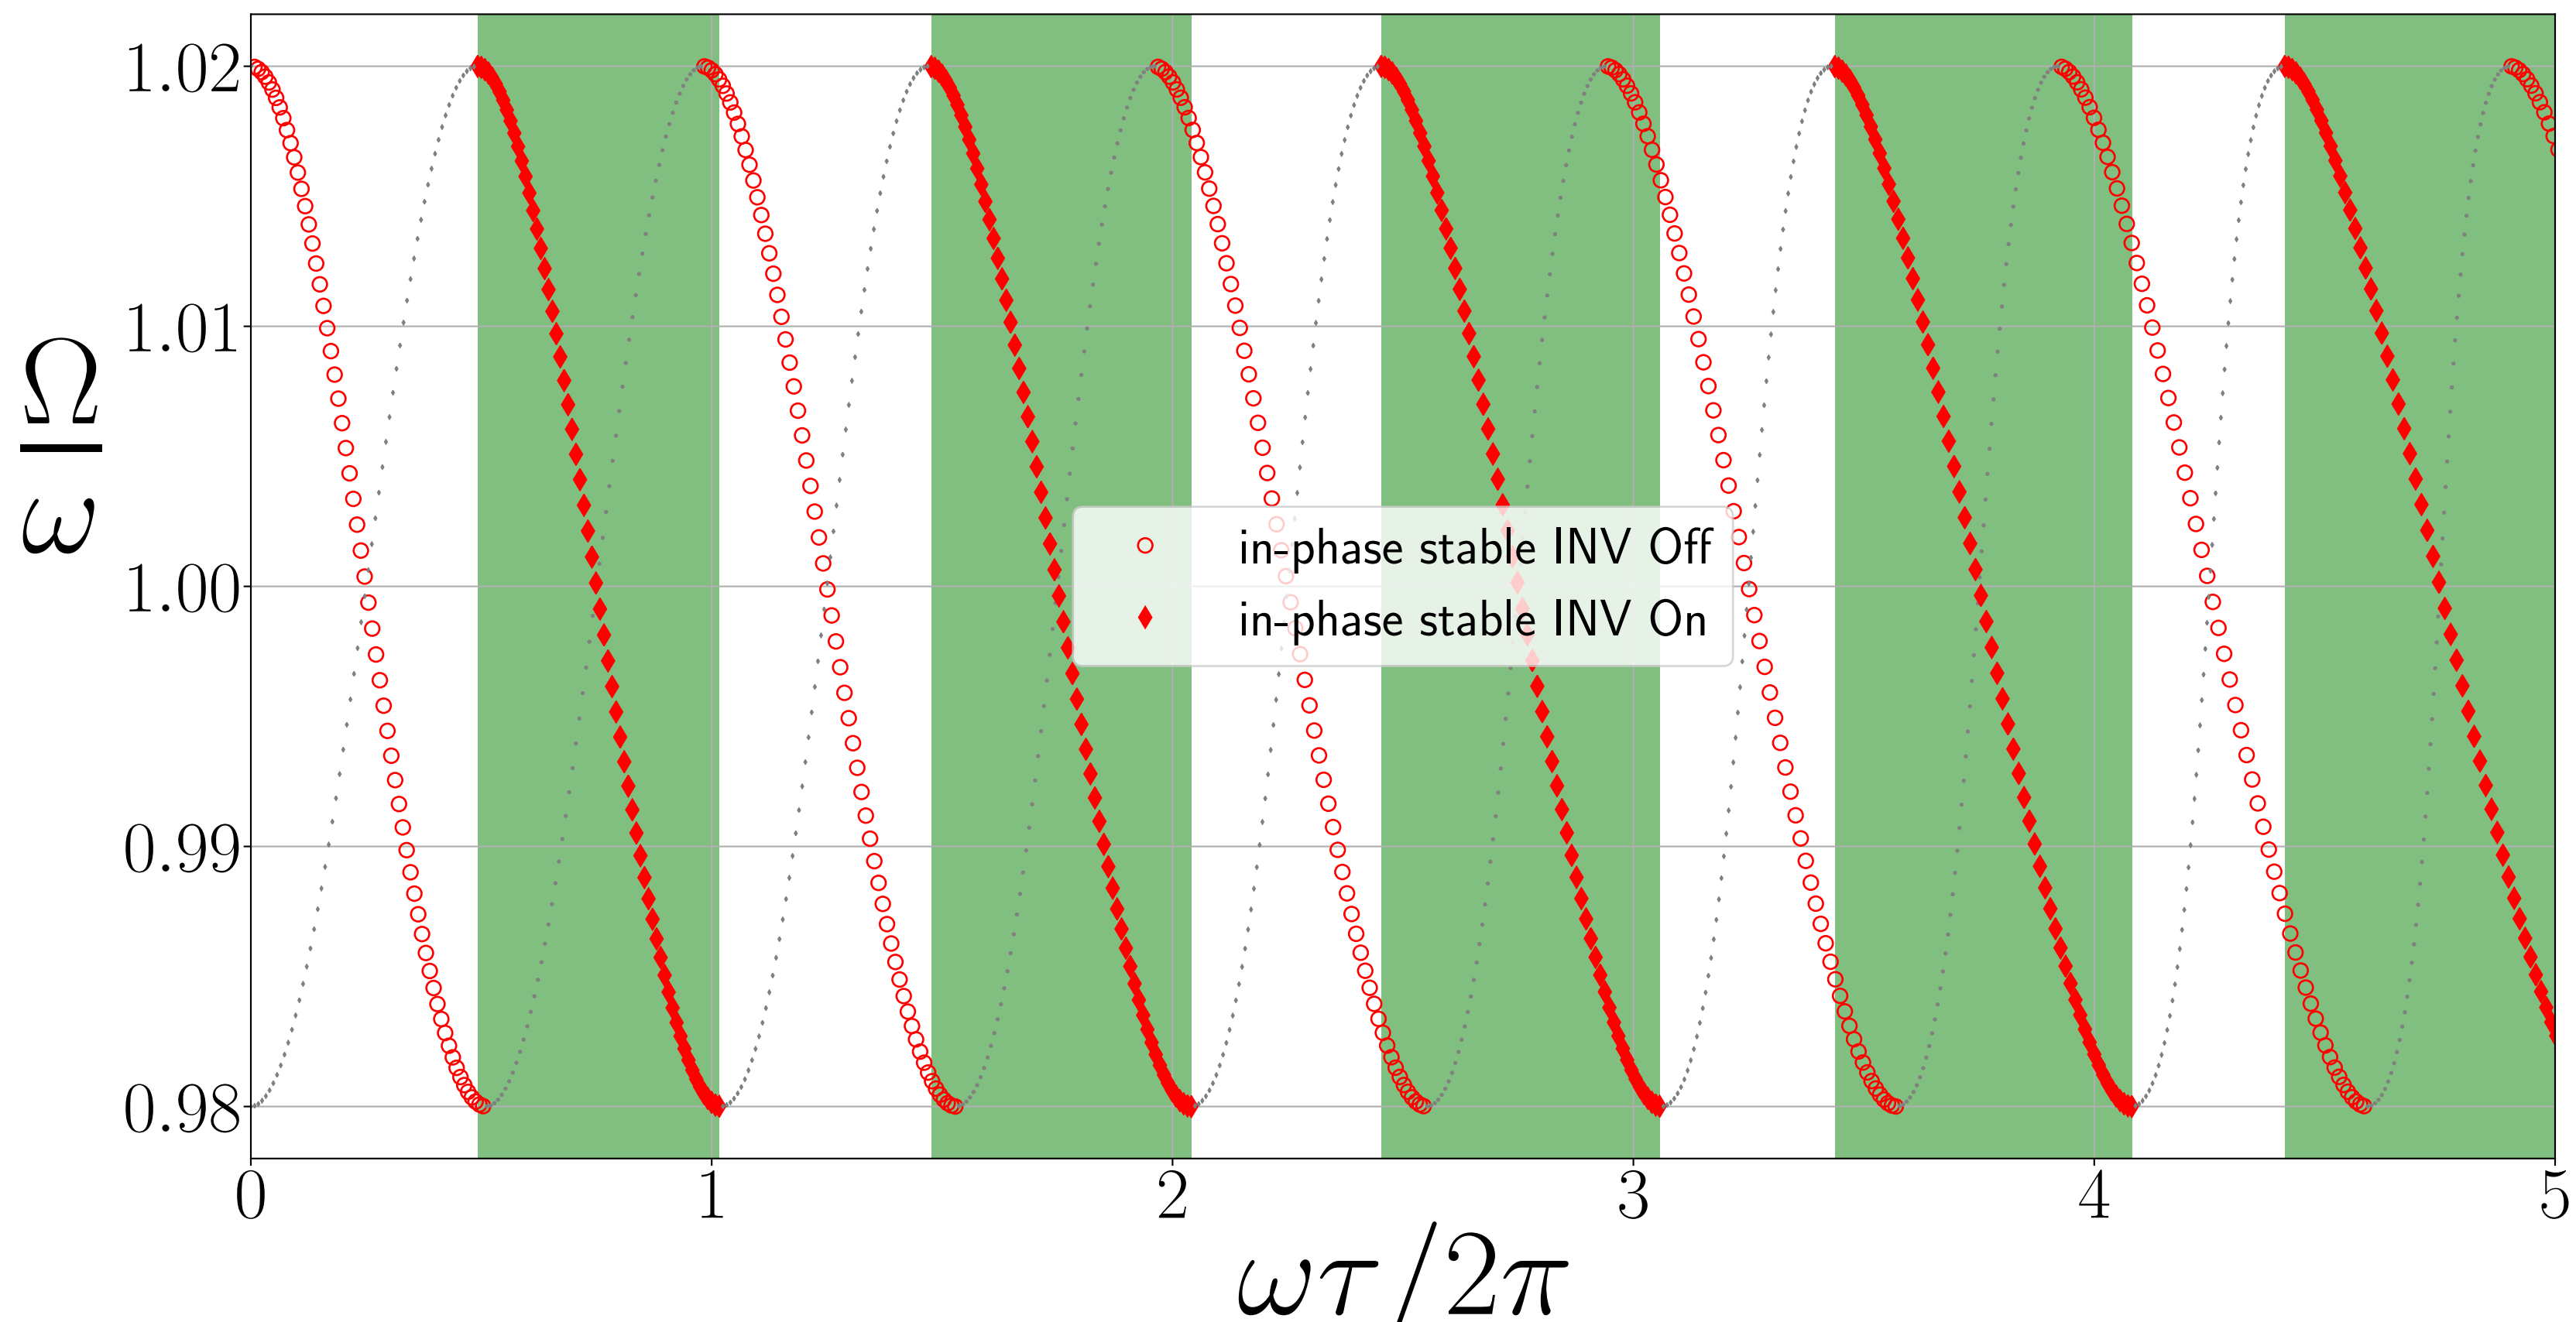 1.02
1.01
1.00
0.99
0.98
ω | Ω
in-phase stable INV Off
in-phase stable INV On
0 1 2 3 4 5
ωτ/2π